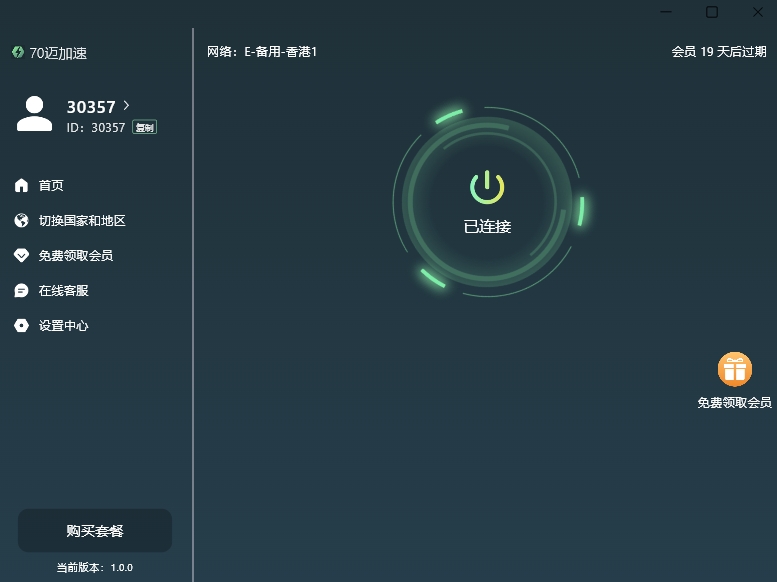 70迈加速
网络：E-备用-香港1
会员 19 天后过期
30357
ID：30357 复制
首页
切换国家和地区
免费领取会员
在线客服
设置中心
已连接
免费领取会员
购买套餐
当前版本：1.0.0